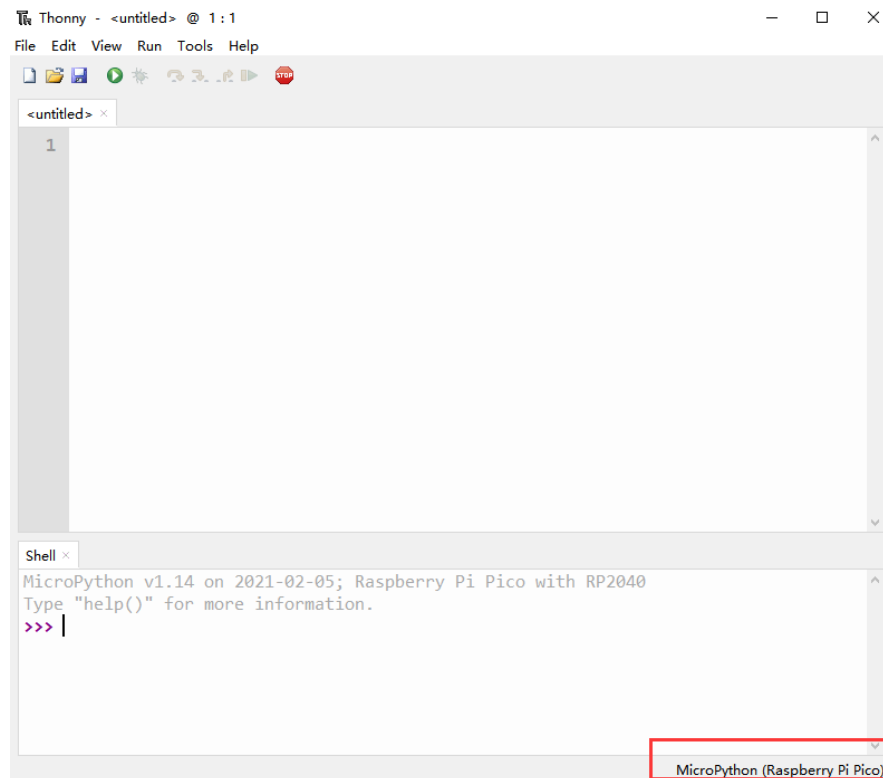 Thonny - <untitled> @ 1:1
File Edit View Run Tools Help
STOP
<untitled> ×
1
Shell ×
MicroPython v1.14 on 2021-02-05; Raspberry Pi Pico with RP2040
Type "help()" for more information.
>>>
MicroPython (Raspberry Pi Pico)